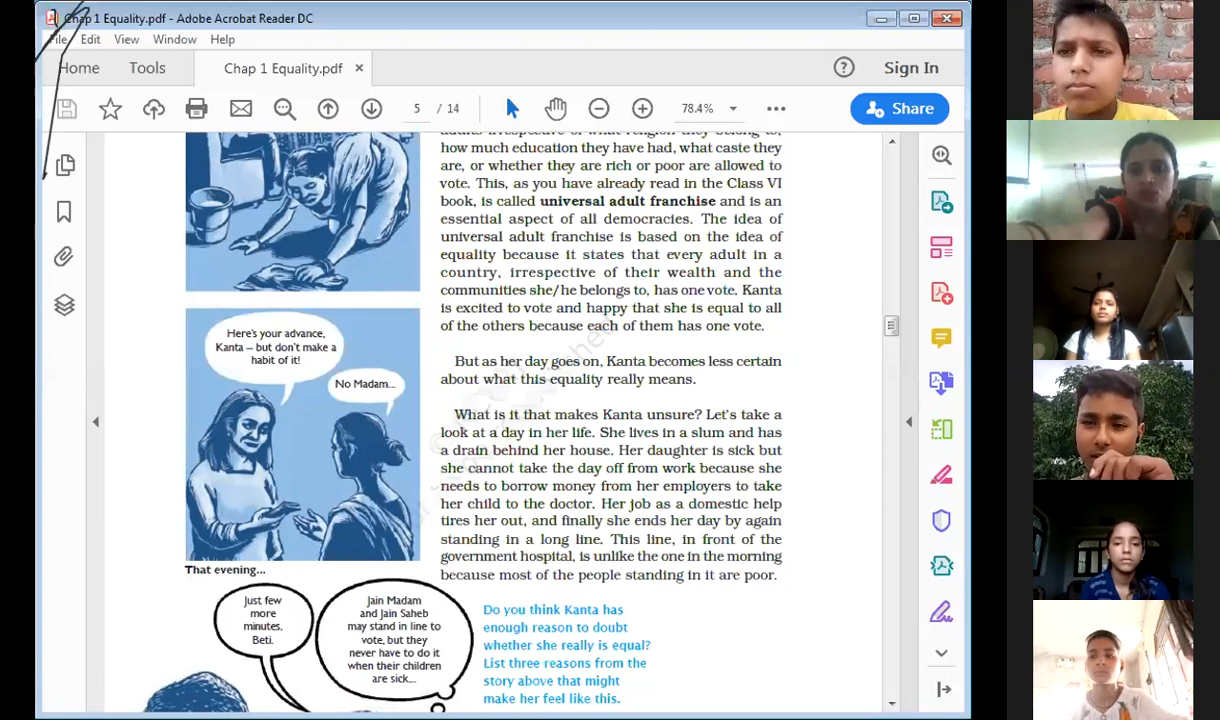 Chap 1 Equality.pdf - Adobe Acrobat Reader DC
File Edit View Window Help
Home Tools Chap 1 Equality.pdf × Sign In
5 / 14 78.4% Share
adults irrespective of what religion they belong to,
how much education they have had, what caste they
are, or whether they are rich or poor are allowed to
vote. This, as you have already read in the Class VI
book, is called universal adult franchise and is an
essential aspect of all democracies. The idea of
universal adult franchise is based on the idea of
equality because it states that every adult in a
country, irrespective of their wealth and the
communities she/he belongs to, has one vote. Kanta
is excited to vote and happy that she is equal to all
of the others because each of them has one vote.
But as her day goes on, Kanta becomes less certain
about what this equality really means.
What is it that makes Kanta unsure? Let's take a
look at a day in her life. She lives in a slum and has
a drain behind her house. Her daughter is sick but
she cannot take the day off from work because she
needs to borrow money from her employers to take
her child to the doctor. Her job as a domestic help
tires her out, and finally she ends her day by again
standing in a long line. This line, in front of the
government hospital, is unlike the one in the morning
because most of the people standing in it are poor.
Here's your advance,
Kanta – but don't make a
habit of it!
No Madam...
That evening...
Just few
more
minutes,
Beti.
Jain Madam
and Jain Saheb
may stand in line to
vote, but they
never have to do it
when their children
are sick...
Do you think Kanta has
enough reason to doubt
whether she really is equal?
List three reasons from the
story above that might
make her feel like this.